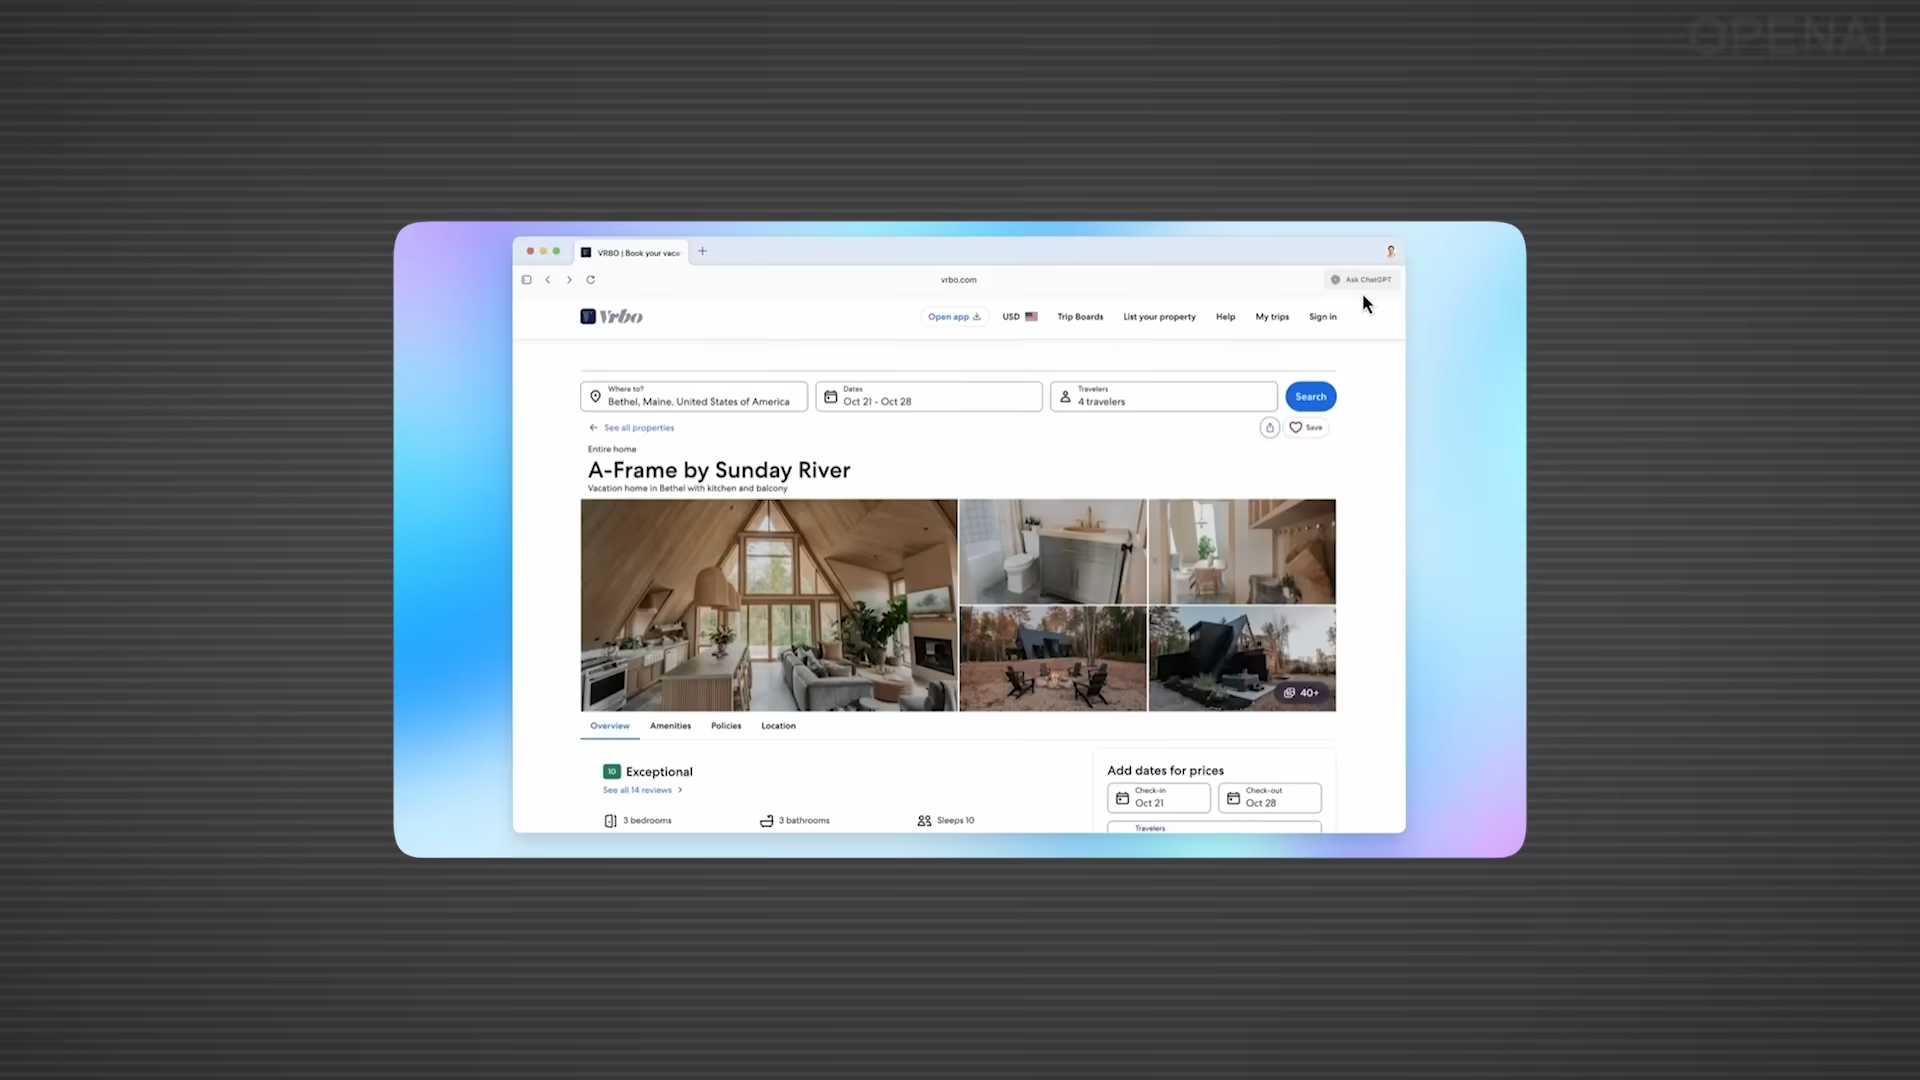 OPENAI
VRBO | Book your vaca
vrbo.com
Ask ChatGPT
Vrbo
Open app
USD
Trip Boards
List your property
Help
My trips
Sign in
Where to?
Bethel, Maine, United States of America
Dates
Oct 21 - Oct 28
Travelers
4 travelers
Search
See all properties
Save
Entire home
A-Frame by Sunday River
Vacation home in Bethel with kitchen and balcony
40+
Overview
Amenities
Policies
Location
10 Exceptional
See all 14 reviews
3 bedrooms
3 bathrooms
Sleeps 10
Add dates for prices
Check-in
Oct 21
Check-out
Oct 28
Travelers